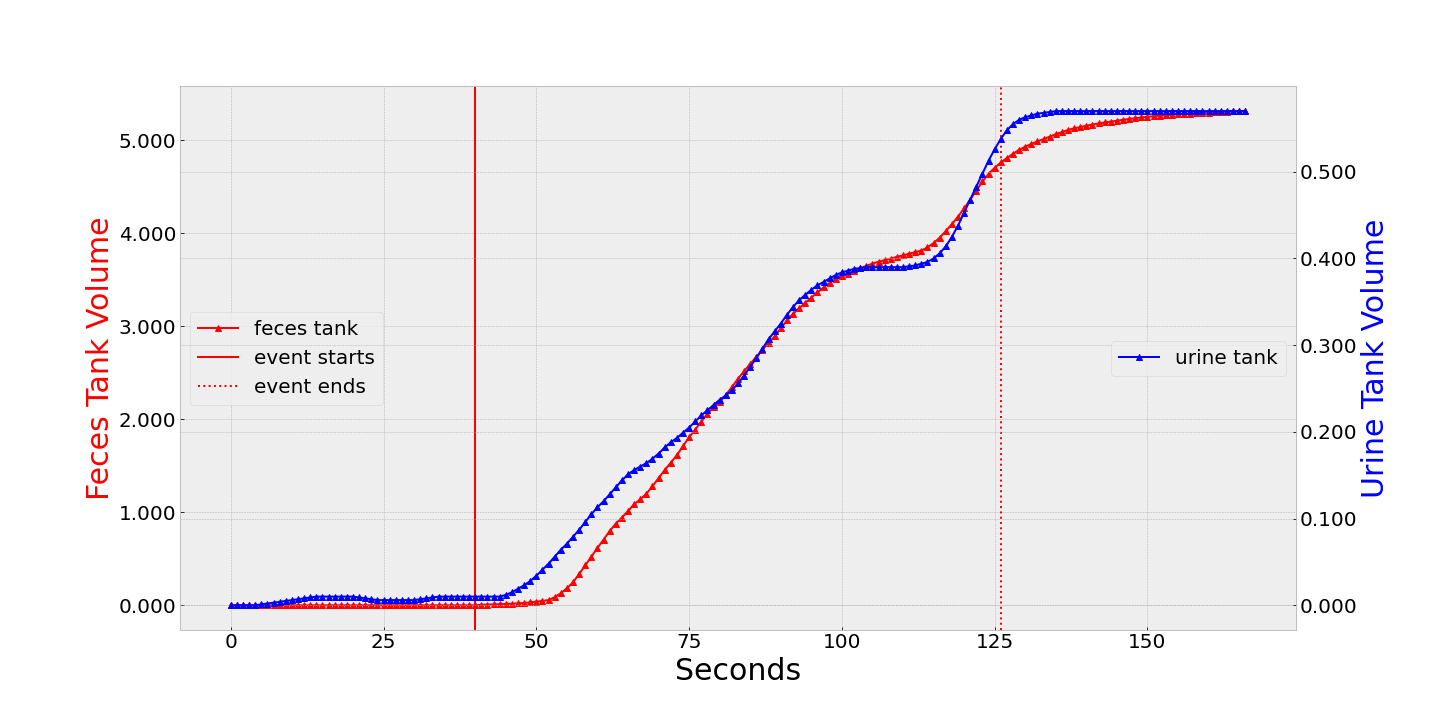 5.000
4.000
3.000
2.000
1.000
0.000
Feces Tank Volume
feces tank
event starts
event ends
urine tank
0.500
0.400
0.300
0.200
0.100
0.000
Urine Tank Volume
0 25 50 75 100 125 150
Seconds